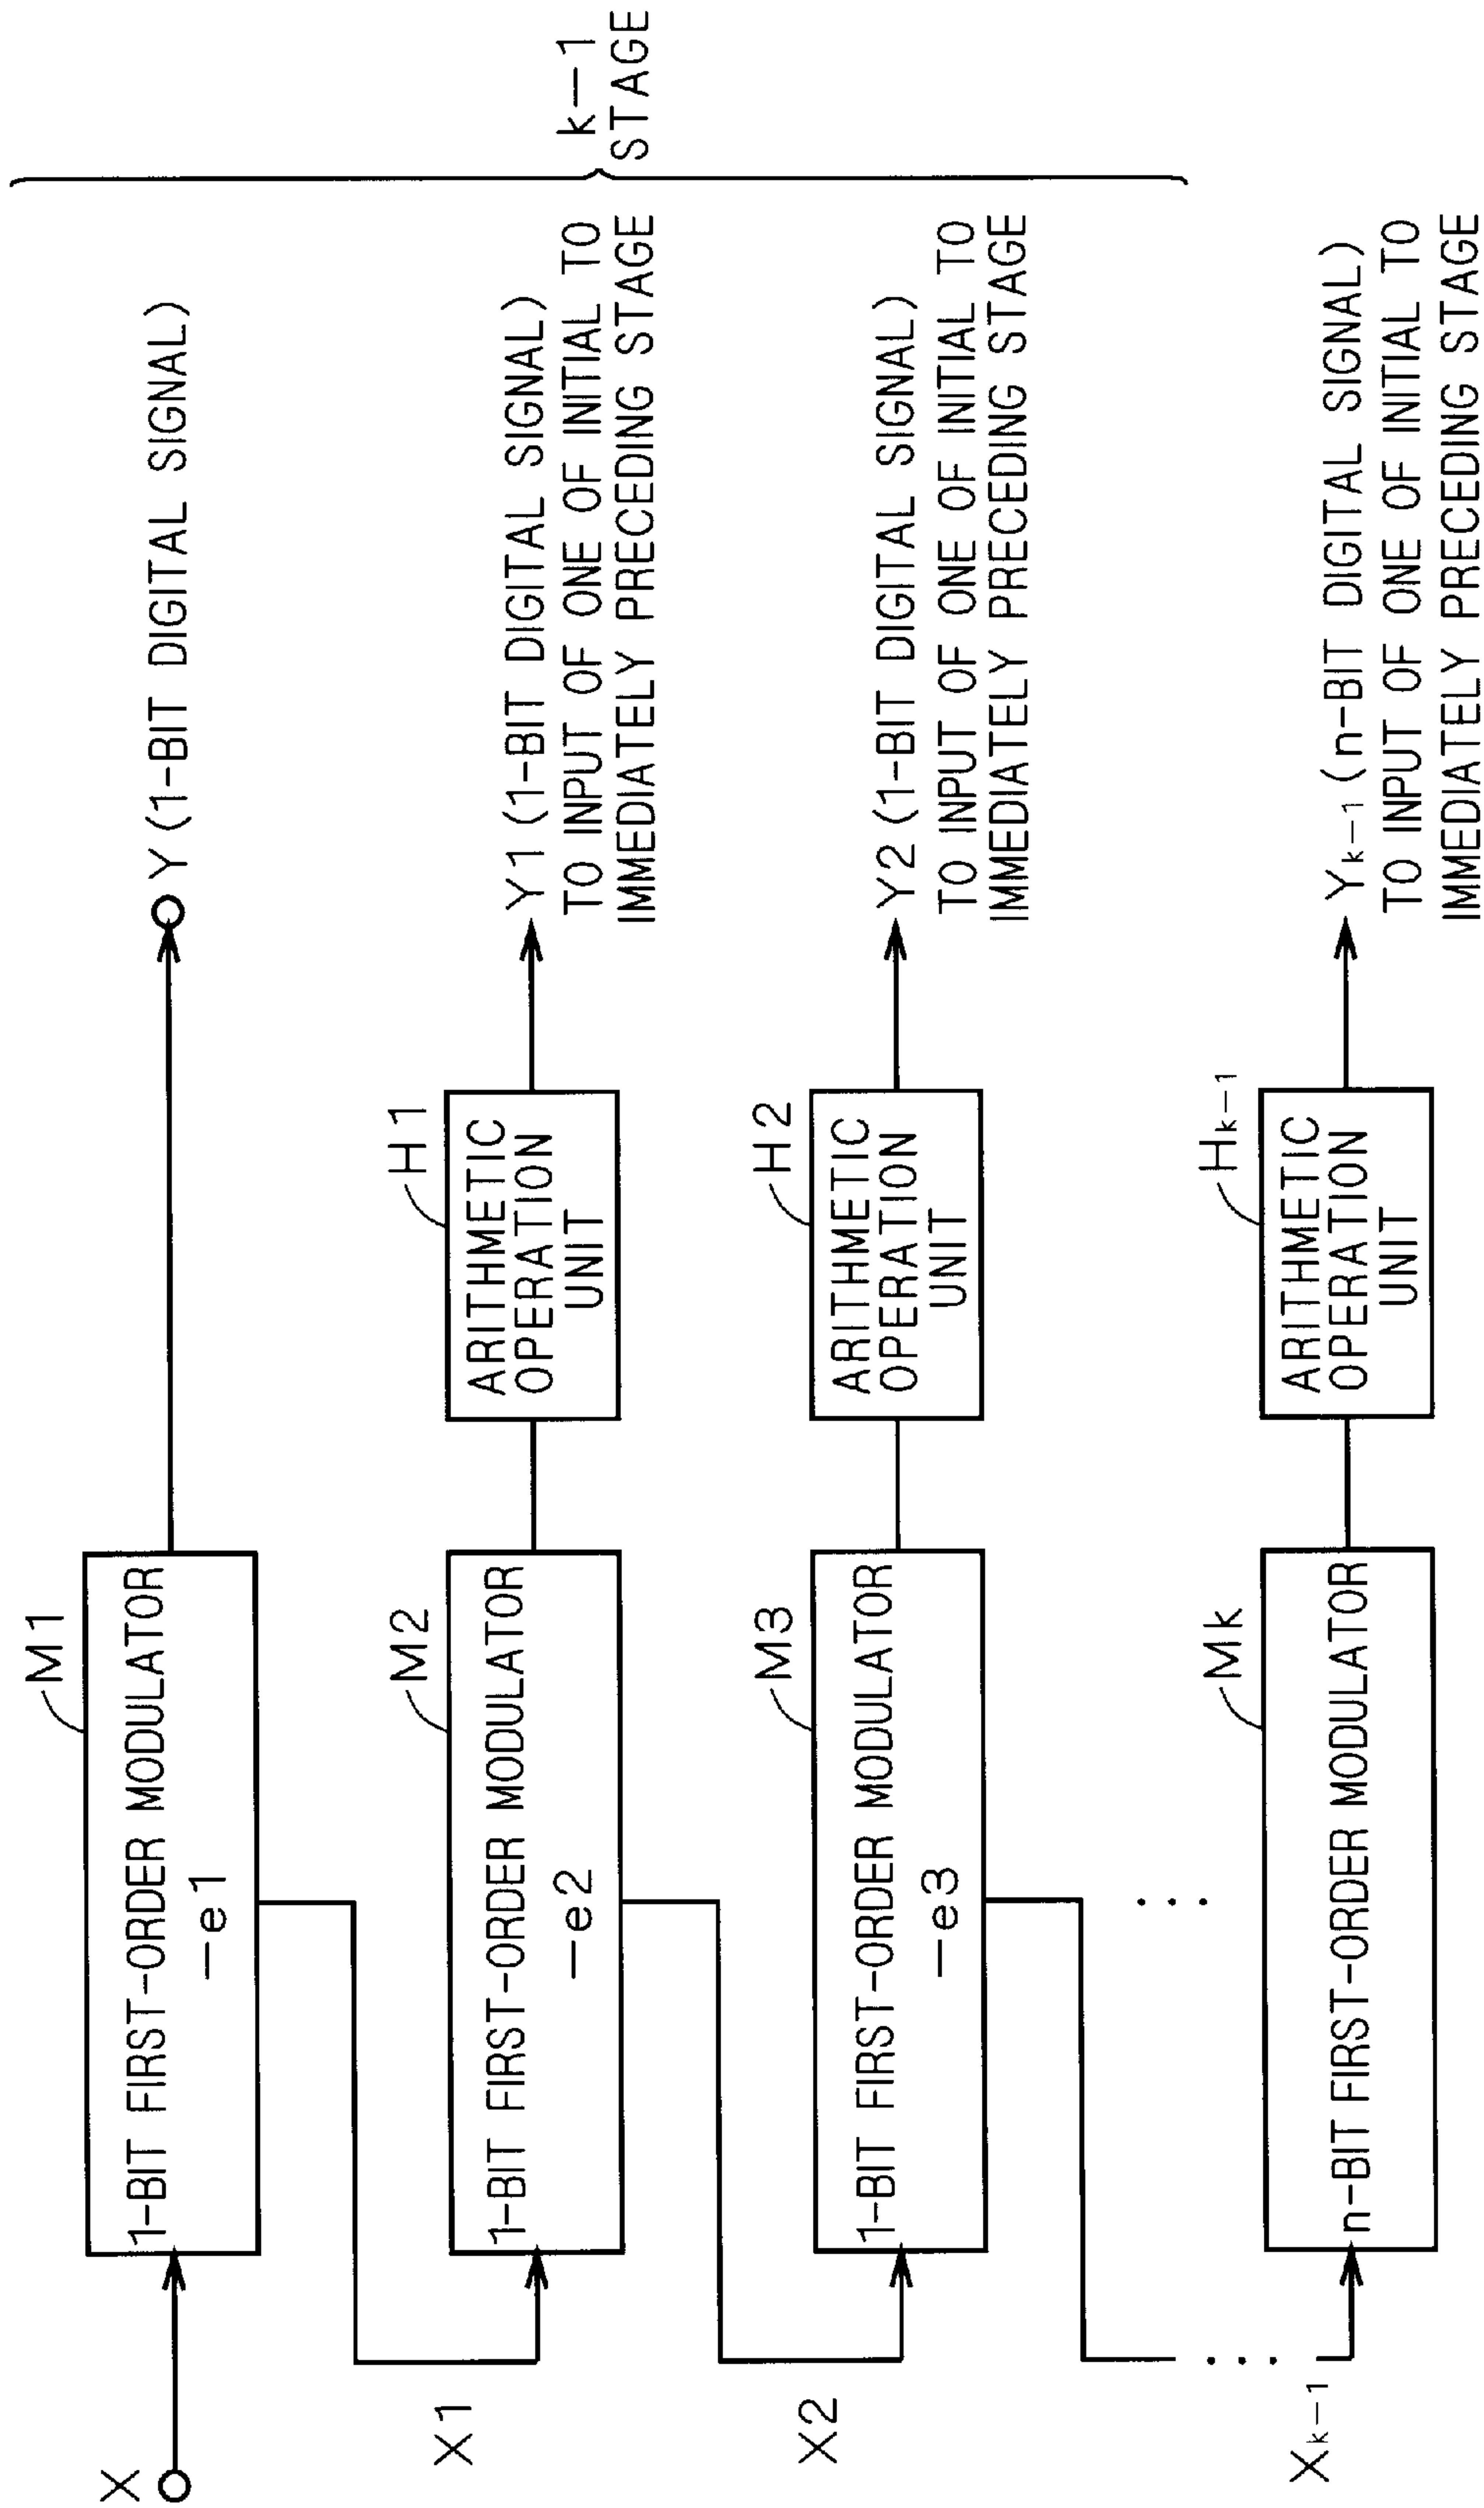 X
M1
1-BIT FIRST-ORDER MODULATOR
-e1
Y (1-BIT DIGITAL SIGNAL)
X1
M2
1-BIT FIRST-ORDER MODULATOR
-e2
H1
ARITHMETIC
OPERATION
UNIT
Y1 (1-BIT DIGITAL SIGNAL)
TO INPUT OF ONE OF INITIAL TO
IMMEDIATELY PRECEDING STAGE
k-1
STAGE
X2
M3
1-BIT FIRST-ORDER MODULATOR
-e3
H2
ARITHMETIC
OPERATION
UNIT
Y2 (1-BIT DIGITAL SIGNAL)
TO INPUT OF ONE OF INITIAL TO
IMMEDIATELY PRECEDING STAGE
...
...
Xk-1
Mk
n-BIT FIRST-ORDER MODULATOR
Hk-1
ARITHMETIC
OPERATION
UNIT
Yk-1 (n-BIT DIGITAL SIGNAL)
TO INPUT OF ONE OF INITIAL TO
IMMEDIATELY PRECEDING STAGE